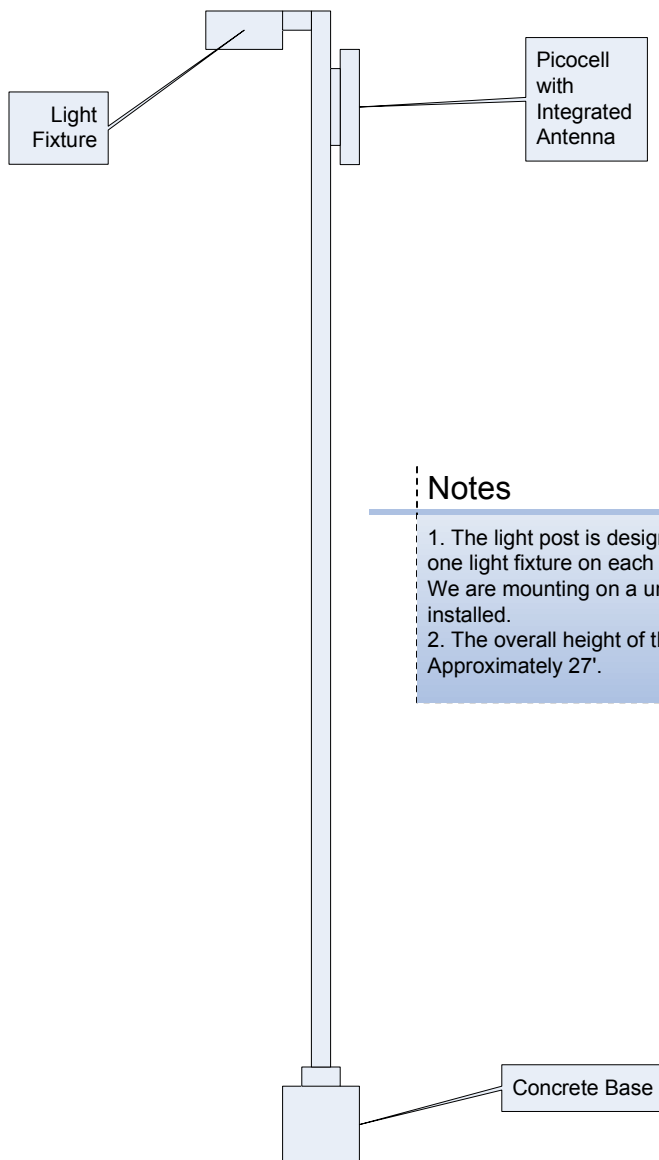 Light
Fixture
Picocell
with
Integrated
Antenna
Notes
1. The light post is
one light fixture on each
We are mounting on a
installed.
2. The overall height of
Approximately 27'.
Concrete Base